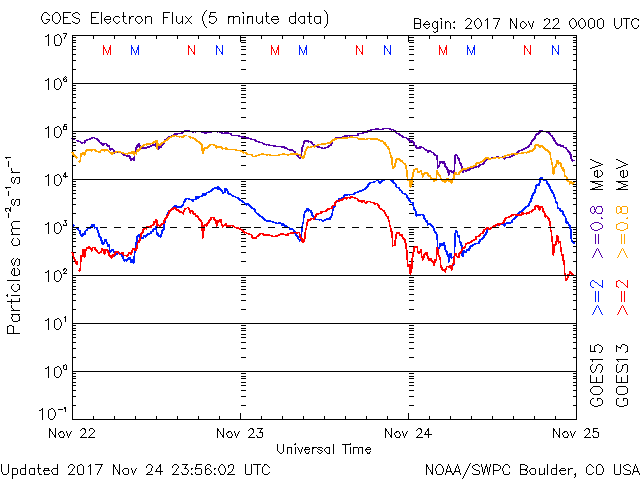 GOES Electron Flux (5 minute data)
Begin: 2017 Nov 22 0000 UTC
M M N N M M N N M M N N
10⁷
10⁶
10⁵
10⁴
10³
10²
10¹
10⁰
10⁻¹
Particles cm⁻²s⁻¹sr⁻¹
Nov 22 Nov 23 Nov 24 Nov 25
Universal Time
GOES15 >=2 >=0.8 MeV
GOES13 >=2 >=0.8 MeV
Updated 2017 Nov 24 23:56:02 UTC
NOAA/SWPC Boulder, CO USA